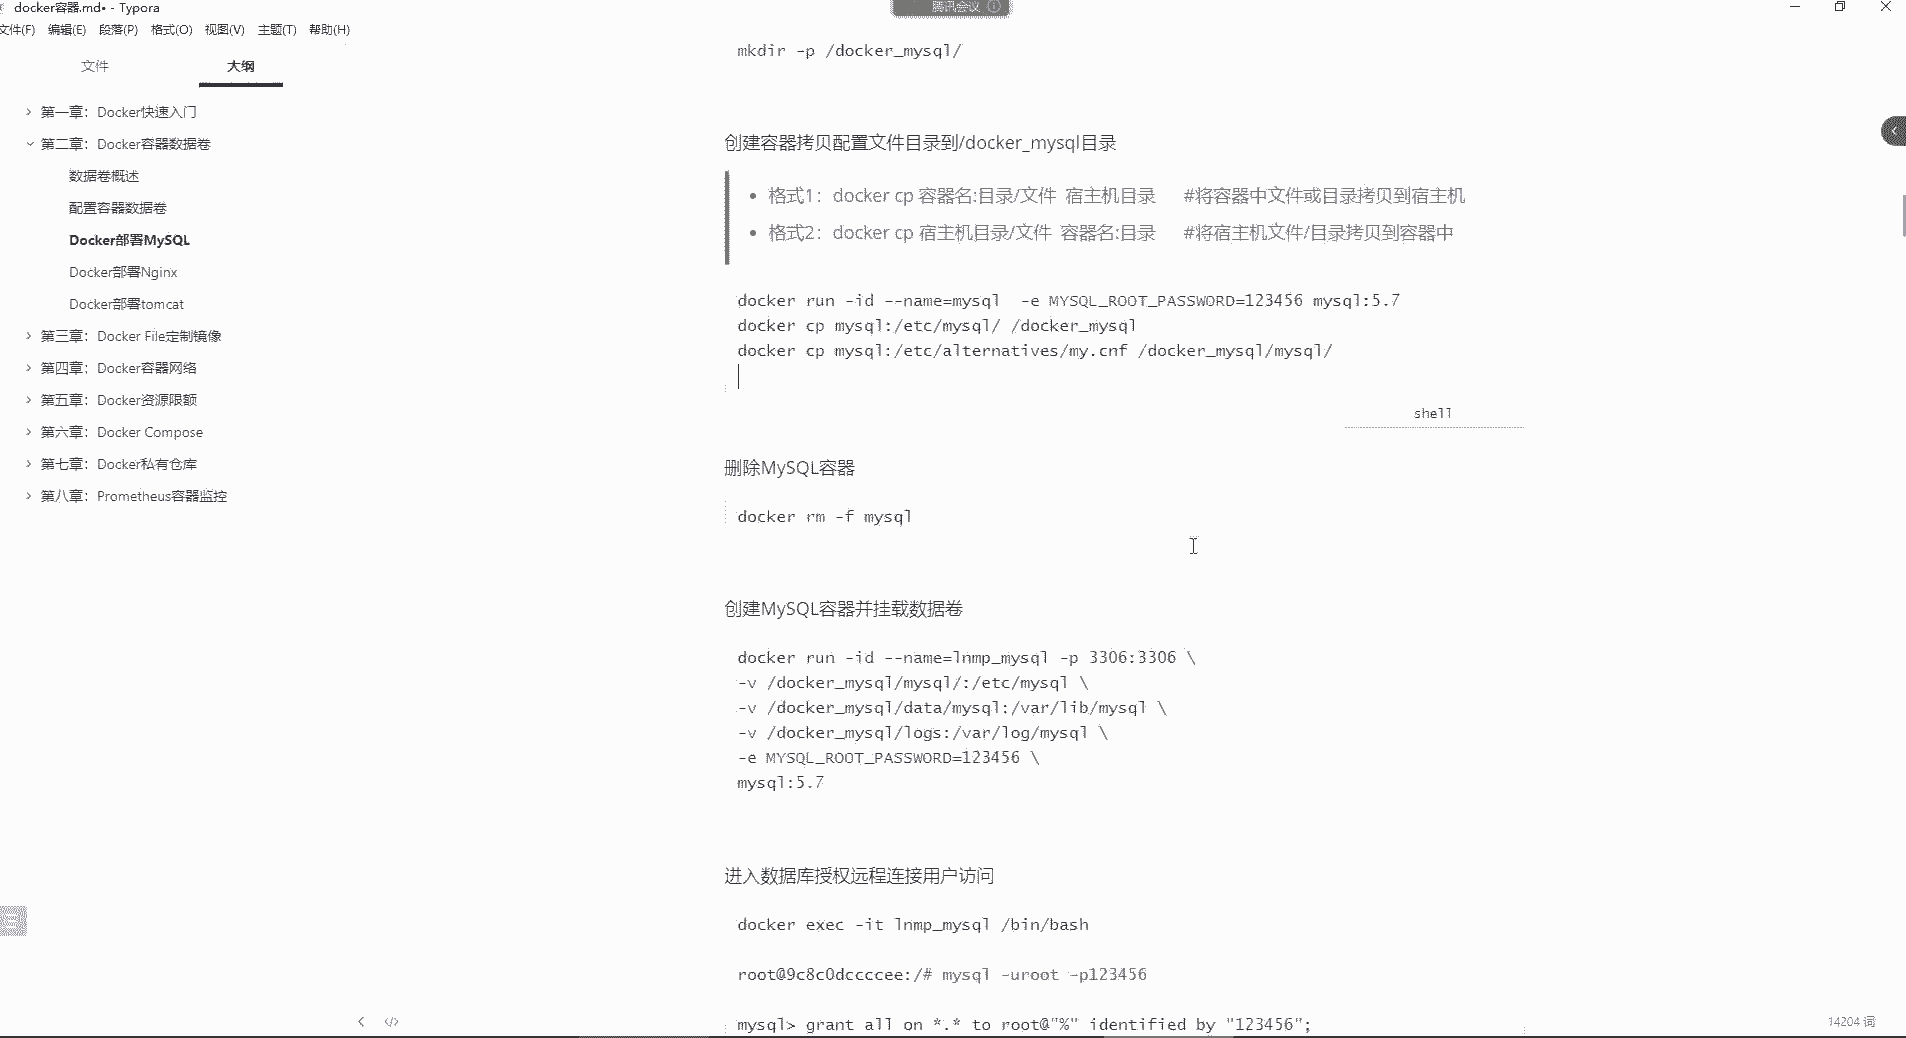 docker容器.md• - Typora
腾讯会议
文件(F) 编辑(E) 段落(P) 格式(O) 视图(V) 主题(T) 帮助(H)
文件 大纲
第一章：Docker快速入门
第二章：Docker容器数据卷
数据卷概述
配置容器数据卷
Docker部署MySQL
Docker部署Nginx
Docker部署tomcat
第三章：Docker File定制镜像
第四章：Docker容器网络
第五章：Docker资源限额
第六章：Docker Compose
第七章：Docker私有仓库
第八章：Prometheus容器监控
mkdir -p /docker_mysql/
创建容器拷贝配置文件目录到/docker_mysql目录
• 格式1：docker cp 容器名:目录/文件 宿主机目录 #将容器中文件或目录拷贝到宿主机
• 格式2：docker cp 宿主机目录/文件 容器名:目录 #将宿主机文件/目录拷贝到容器中
docker run -id --name=mysql -e MYSQL_ROOT_PASSWORD=123456 mysql:5.7
docker cp mysql:/etc/mysql/ /docker_mysql
docker cp mysql:/etc/alternatives/my.cnf /docker_mysql/mysql/
shell
删除MySQL容器
docker rm -f mysql
创建MySQL容器并挂载数据卷
docker run -id --name=lnmp_mysql -p 3306:3306 \
-v /docker_mysql/mysql/:/etc/mysql \
-v /docker_mysql/data/mysql:/var/lib/mysql \
-v /docker_mysql/logs:/var/log/mysql \
-e MYSQL_ROOT_PASSWORD=123456 \
mysql:5.7
进入数据库授权远程连接用户访问
docker exec -it lnmp_mysql /bin/bash
root@9c8c0dccccee:/# mysql -uroot -p123456
mysql> grant all on *.* to root@"%" identified by "123456";
14204 词